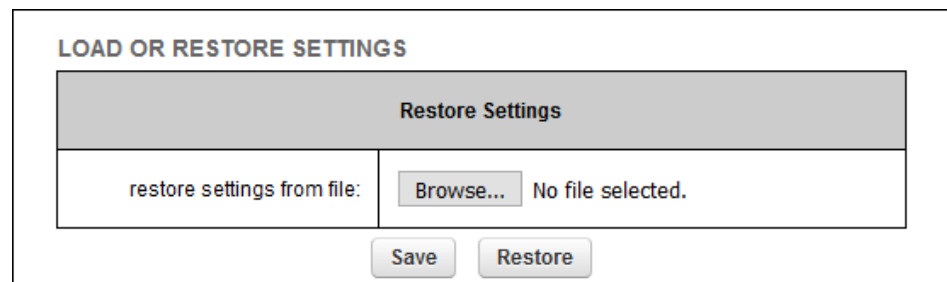 LOAD OR RESTORE SETTINGS
Restore Settings
restore settings from file: Browse... No file selected.
Save Restore